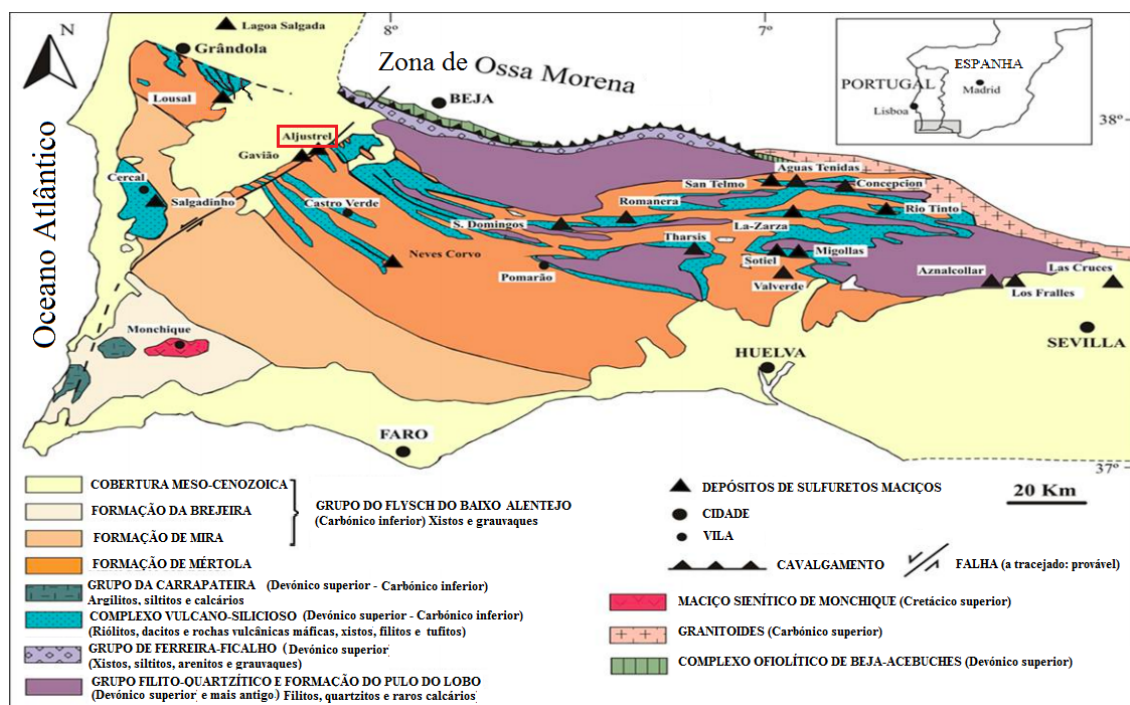 N
Lagoa Salgada
8°
7°
Grândola
Zona de Ossa Morena
ESPANHA
PORTUGAL
Madrid
Lisboa
BEJA
38°
Lousal
Aljustrel
Gavião
Oceano Atlântico
Cercal
Salgadinho
Castro Verde
S. Domingos
Neves Corvo
Pomarão
Romanera
San Telmo
Aguas Tenidas
Concepcion
Rio Tinto
La-Zarza
Tharsis
Sotiel
Migollas
Valverde
Aznalcollar
Los Fralles
Las Cruces
Monchique
HUELVA
SEVILLA
FARO
37°
20 Km
COBERTURA MESO-CENOZOICA
FORMAÇÃO DA BREJEIRA
FORMAÇÃO DE MIRA
GRUPO DO FLYSCH DO BAIXO ALENTEJO
(Carbónico inferior) Xistos e grauvaques
FORMAÇÃO DE MÉRTOLA
GRUPO DA CARRAPATEIRA (Devónico superior - Carbónico inferior)
Argilitos, siltitos e calcários
COMPLEXO VULCANO-SILICIOSO (Devónico superior - Carbónico inferior)
(Riólitos, dacitos e rochas vulcânicas máficas, xistos, filitos e tufitos)
GRUPO DE FERREIRA-FICALHO (Devónico superior)
(Xistos, siltitos, arenitos e grauvaques)
GRUPO FILITO-QUARTZÍTICO E FORMAÇÃO DO PULO DO LOBO
(Devónico superior e mais antigo) Filitos, quartzitos e raros calcários
DEPÓSITOS DE SULFURETOS MACIÇOS
CIDADE
VILA
CAVALGAMENTO
FALHA (a tracejado: provável)
MACIÇO SIENÍTICO DE MONCHIQUE (Cretácico superior)
GRANITOIDES (Carbónico superior)
COMPLEXO OFIOLÍTICO DE BEJA-ACEBUCHES (Devónico superior)